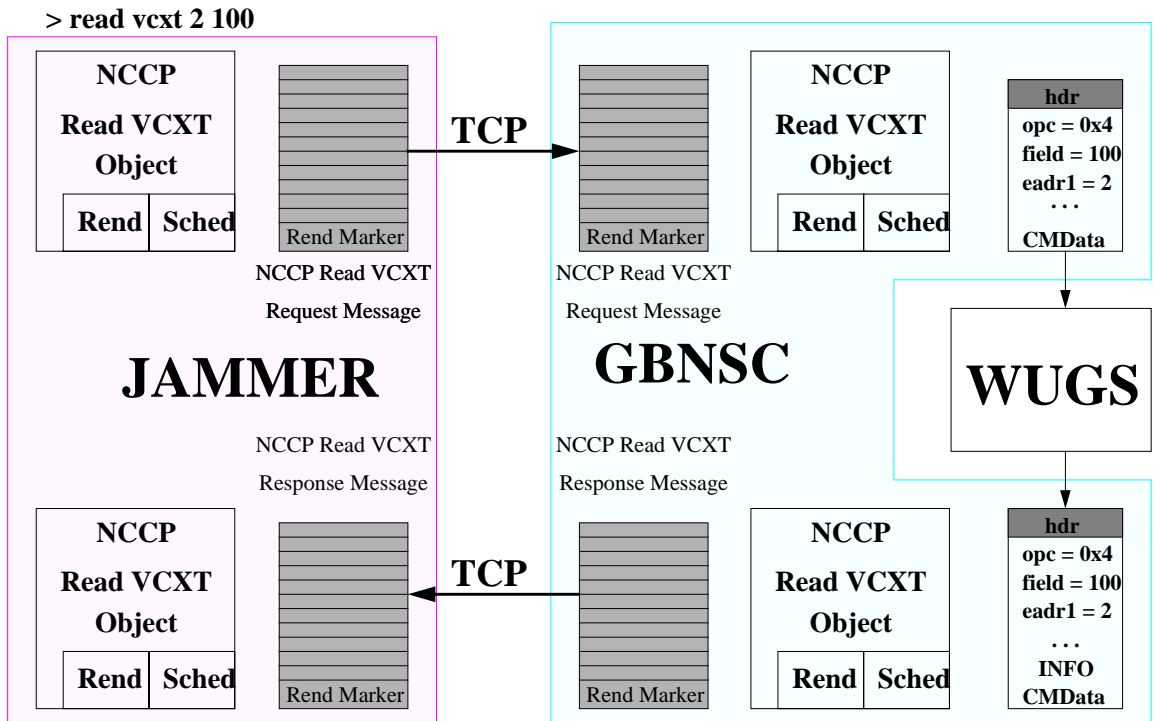 > read vcxt 2 100
NCCP
Read VCXT
Object
Rend
Sched
Rend Marker
NCCP Read VCXT
Request Message
TCP
Rend Marker
NCCP Read VCXT
Request Message
NCCP
Read VCXT
Object
Rend
Sched
hdr
opc = 0x4
field = 100
eadr1 = 2
. . .
CMData
JAMMER
GBNSC
WUGS
NCCP Read VCXT
Response Message
NCCP Read VCXT
Response Message
NCCP
Read VCXT
Object
Rend
Sched
Rend Marker
TCP
Rend Marker
NCCP
Read VCXT
Object
Rend
Sched
hdr
opc = 0x4
field = 100
eadr1 = 2
. . .
INFO
CMData